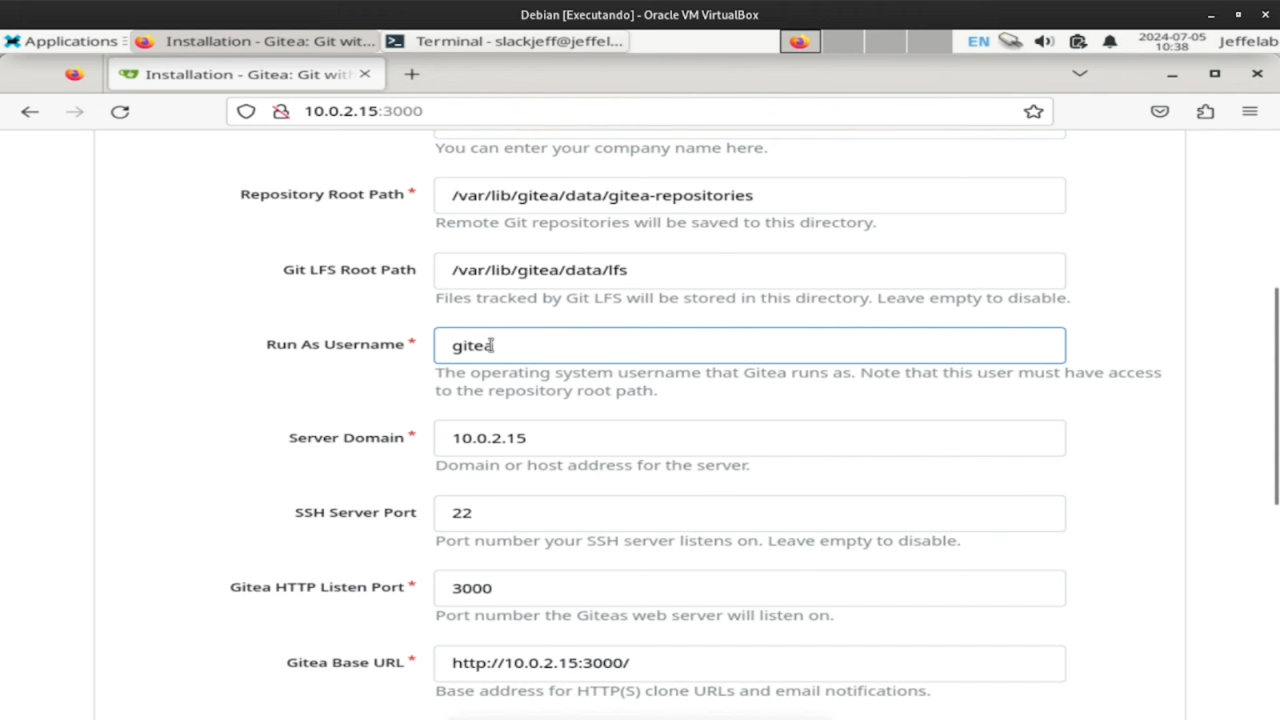 Debian [Executando] - Oracle VM VirtualBox
Applications
Installation - Gitea: Git wit...
Terminal - slackjeff@jeffel...
EN
2024-07-05
10:38
Jeffelab
Installation - Gitea: Git with
10.0.2.15:3000
You can enter your company name here.
Repository Root Path *
/var/lib/gitea/data/gitea-repositories
Remote Git repositories will be saved to this directory.
Git LFS Root Path
/var/lib/gitea/data/lfs
Files tracked by Git LFS will be stored in this directory. Leave empty to disable.
Run As Username *
gitea
The operating system username that Gitea runs as. Note that this user must have access
to the repository root path.
Server Domain *
10.0.2.15
Domain or host address for the server.
SSH Server Port
22
Port number your SSH server listens on. Leave empty to disable.
Gitea HTTP Listen Port *
3000
Port number the Giteas web server will listen on.
Gitea Base URL *
http://10.0.2.15:3000/
Base address for HTTP(S) clone URLs and email notifications.